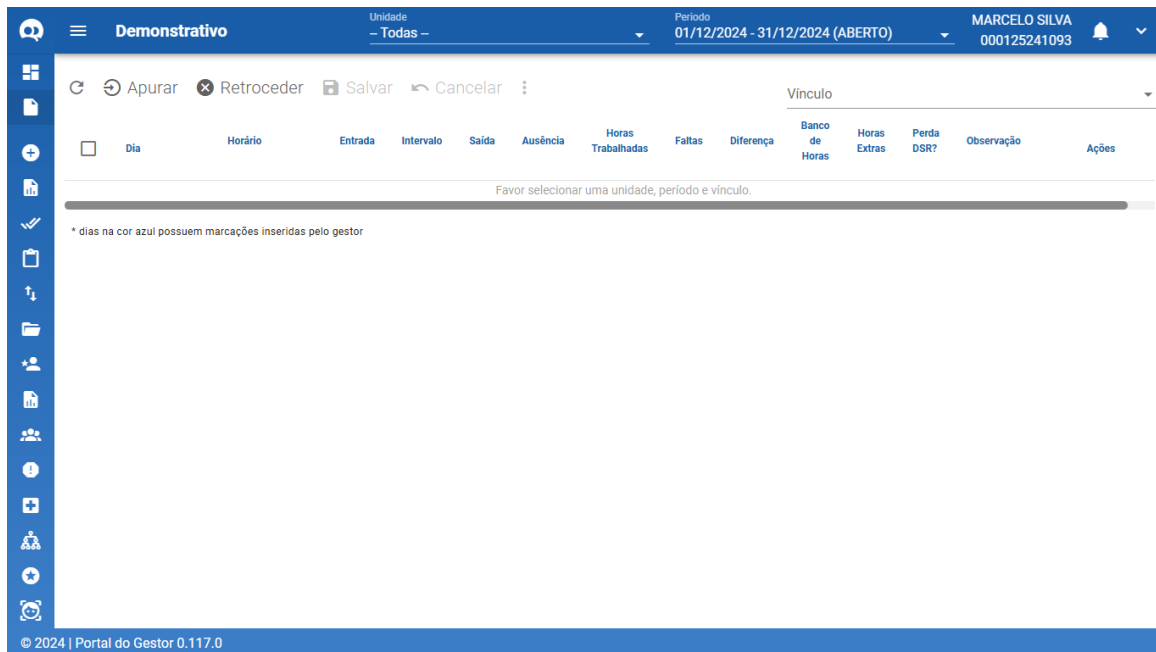 Demonstrativo
Unidade
-- Todas --
Período
01/12/2024 - 31/12/2024 (ABERTO)
MARCELO SILVA
000125241093
Apurar
Retroceder
Salvar
Cancelar
Vínculo
Dia
Horário
Entrada
Intervalo
Saída
Ausência
Horas
Trabalhadas
Faltas
Diferença
Banco
de
Horas
Horas
Extras
Perda
DSR?
Observação
Ações
Favor selecionar uma unidade, período e vínculo.
* dias na cor azul possuem marcações inseridas pelo gestor
© 2024 | Portal do Gestor 0.117.0